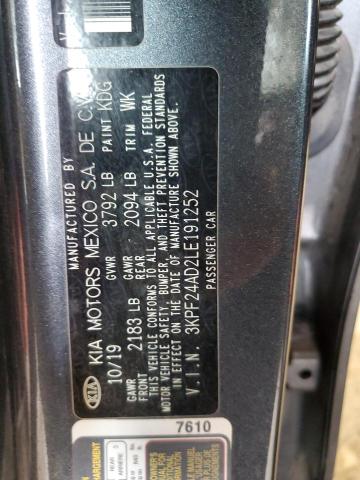 MANUFACTURED BY
KIA KIA MOTORS MEXICO S.A. DE C.V.
10/19 GVWR 3792 LB PAINT KDG
GAWR FRONT 2183 LB GAWR REAR 2094 LB TRIM WK
THIS VEHICLE CONFORMS TO ALL APPLICABLE U.S.A. FEDERAL
MOTOR VEHICLE SAFETY, BUMPER, AND THEFT PREVENTION STANDARDS
IN EFFECT ON THE DATE OF MANUFACTURE SHOWN ABOVE.
V.I.N. 3KPF24AD2LE191252
PASSENGER CAR
7610
REAR
ARRIERE